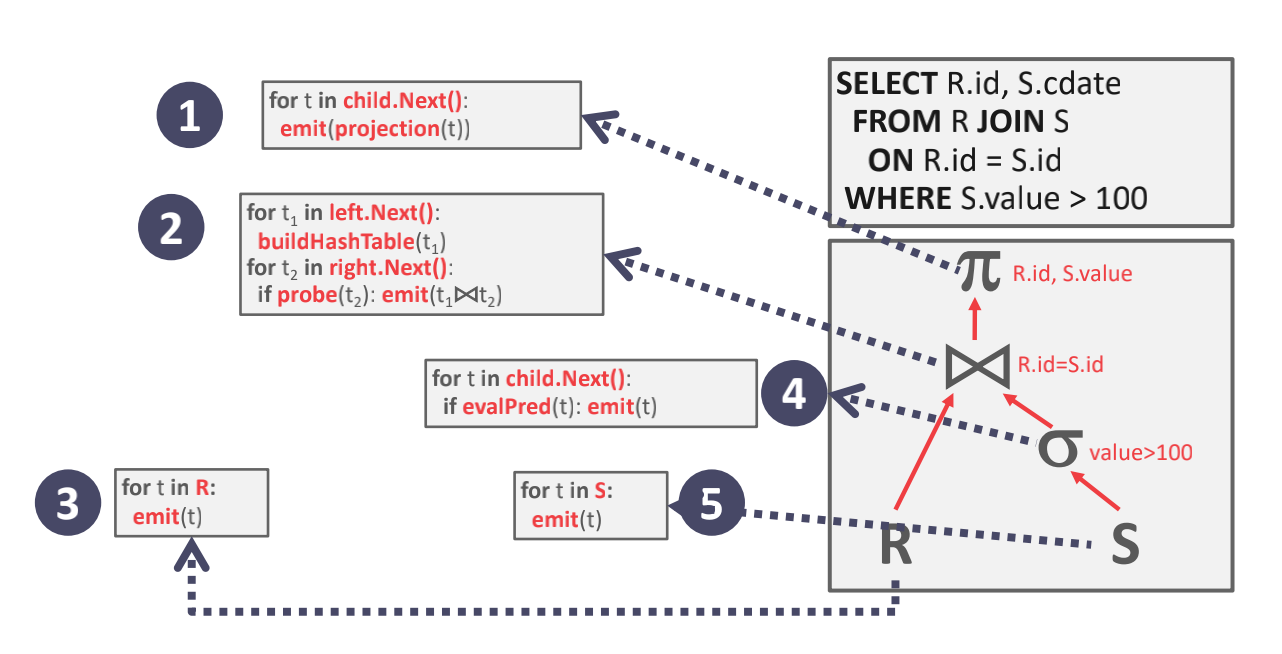 1
for t in child.Next():
emit(projection(t))
2
for t₁ in left.Next():
buildHashTable(t₁)
for t₂ in right.Next():
if probe(t₂): emit(t₁⨝t₂)
for t in child.Next():
if evalPred(t): emit(t)
4
3
for t in R:
emit(t)
for t in S:
emit(t)
5
SELECT R.id, S.cdate
FROM R JOIN S
ON R.id = S.id
WHERE S.value > 100
π R.id, S.value
⨝ R.id=S.id
σ value>100
R S